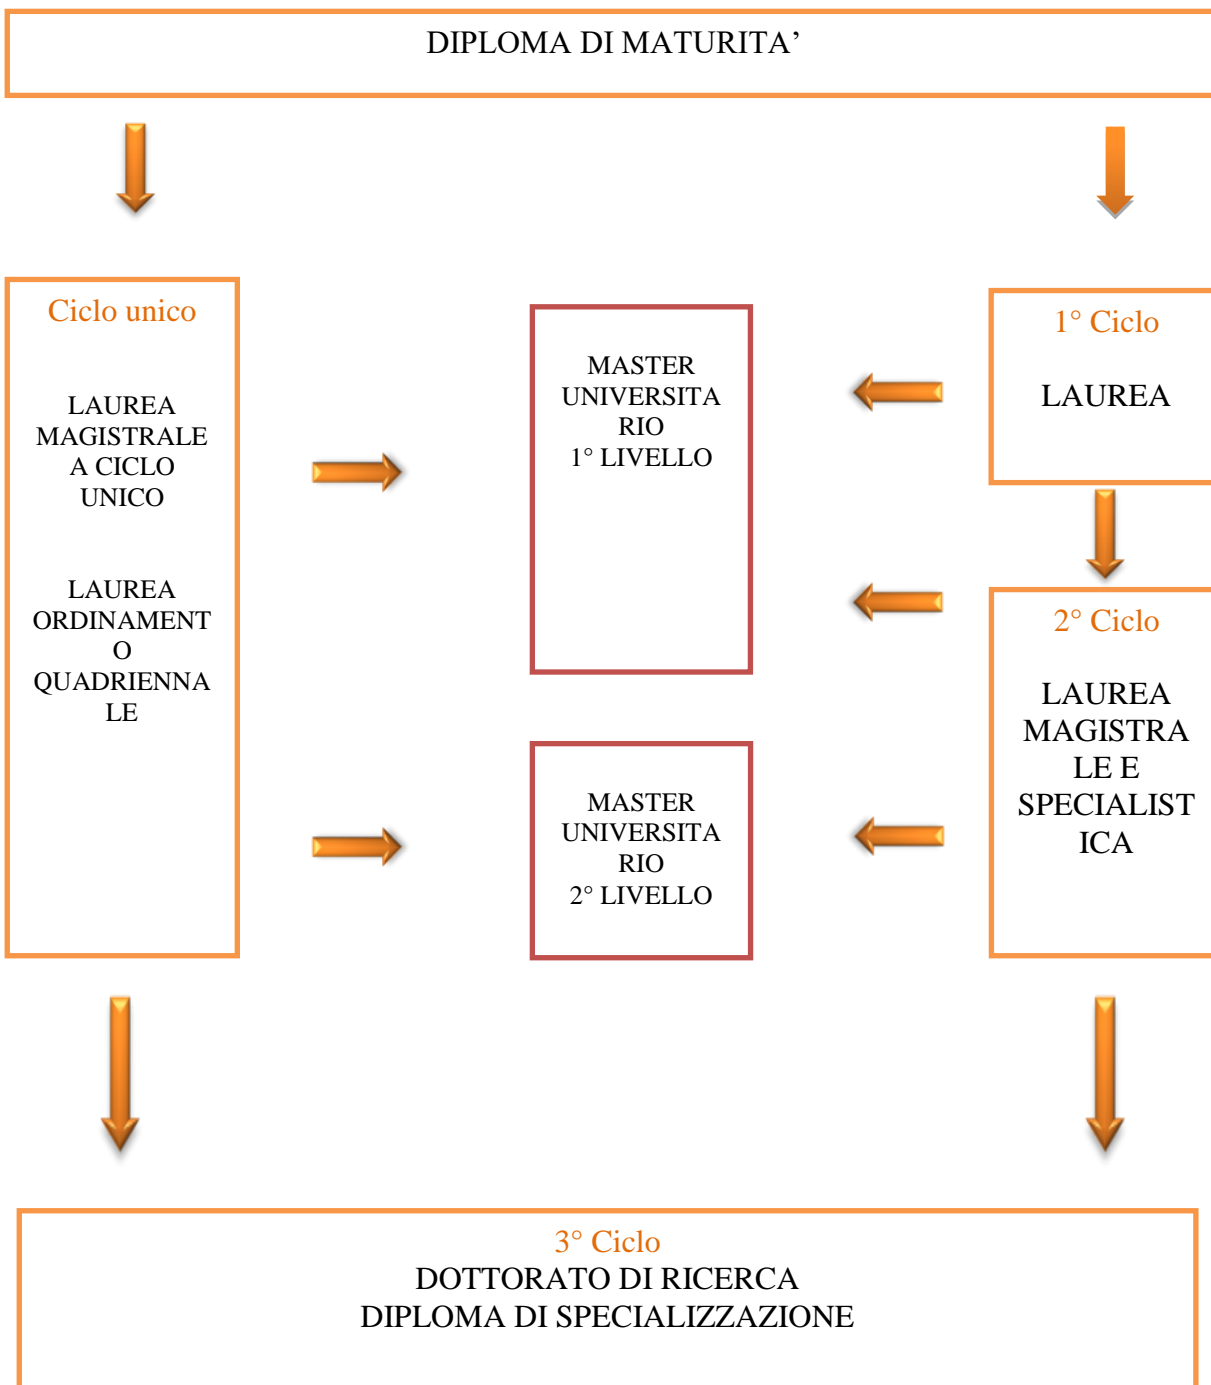 DIPLOMA DI MATURITA’
Ciclo unico
LAUREA
MAGISTRALE
A CICLO
UNICO
LAUREA
ORDINAMENT
O
QUADRIENNA
LE
MASTER
UNIVERSITA
RIO
1° LIVELLO
MASTER
UNIVERSITA
RIO
2° LIVELLO
1° Ciclo
LAUREA
2° Ciclo
LAUREA
MAGISTRA
LE E
SPECIALIST
ICA
3° Ciclo
DOTTORATO DI RICERCA
DIPLOMA DI SPECIALIZZAZIONE